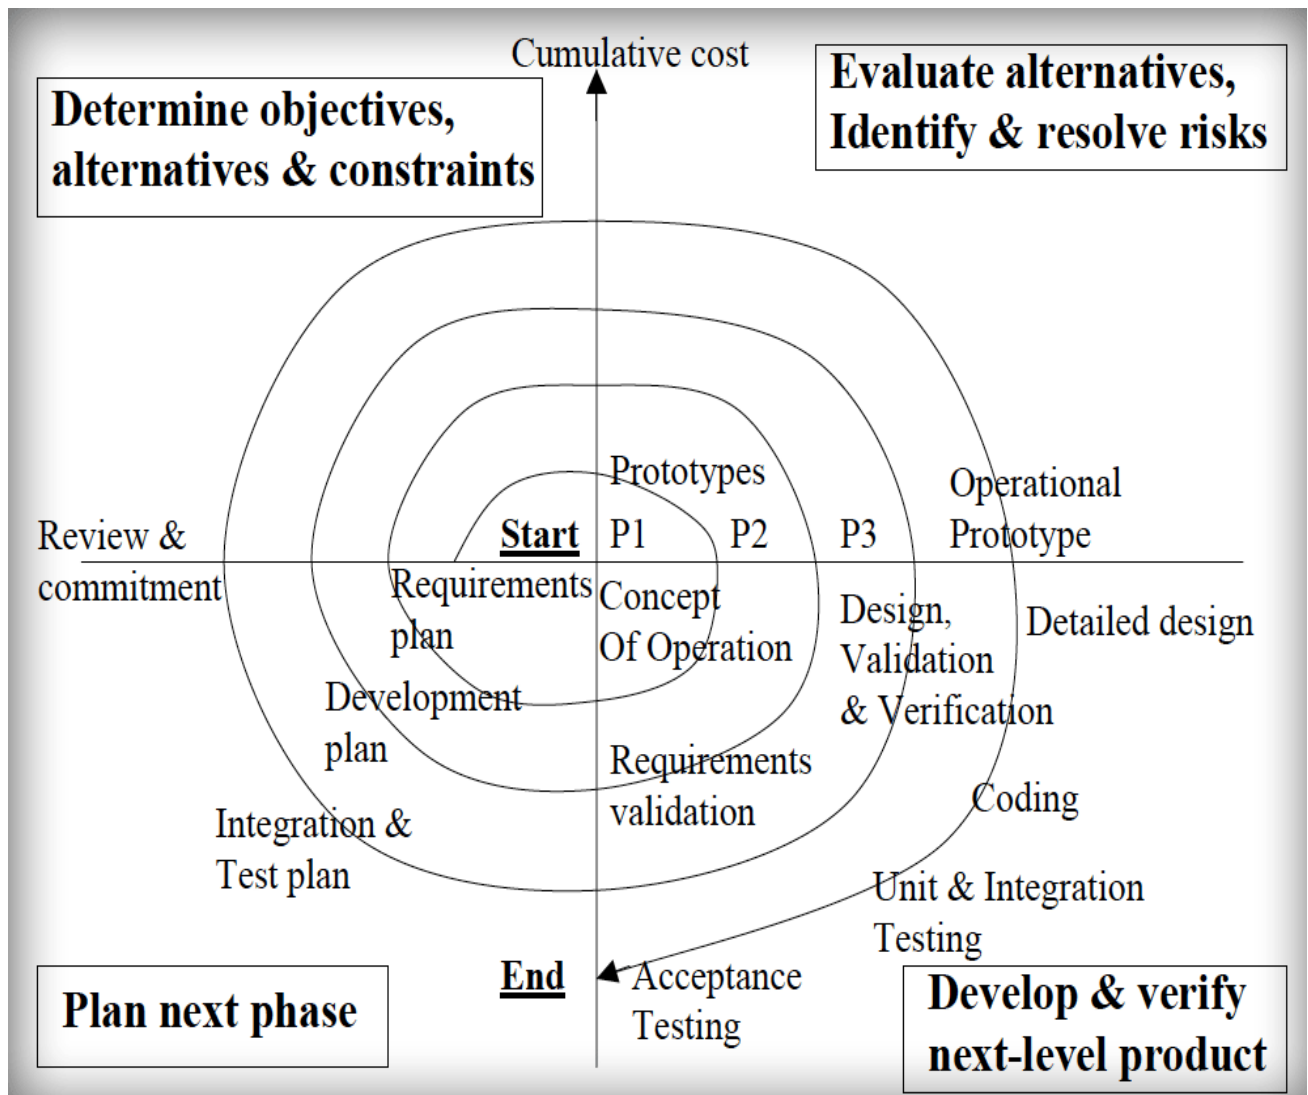 Cumulative cost
Determine objectives,
alternatives & constraints
Evaluate alternatives,
Identify & resolve risks
Prototypes
Start
P1
P2
P3
Operational
Prototype
Review &
commitment
Requirements
plan
Concept
Of Operation
Design,
Validation
& Verification
Detailed design
Development
plan
Requirements
validation
Coding
Integration &
Test plan
Unit & Integration
Testing
End
Acceptance
Testing
Plan next phase
Develop & verify
next-level product